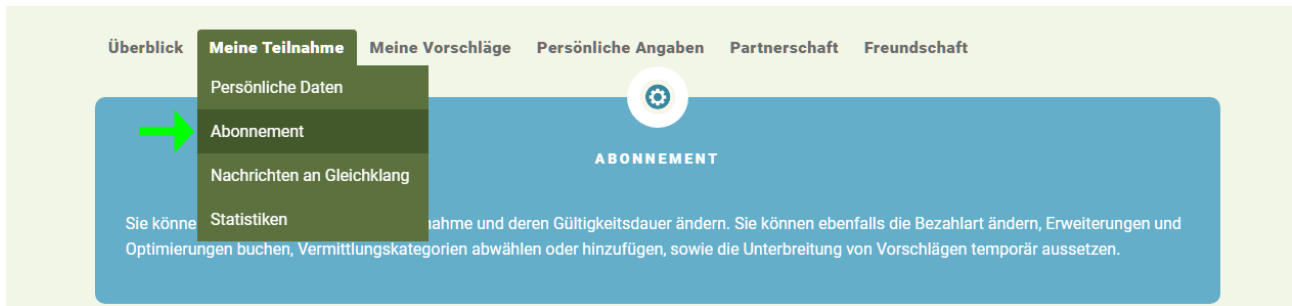 Überblick Meine Teilnahme Meine Vorschläge Persönliche Angaben Partnerschaft Freundschaft
Persönliche Daten
Abonnement
Nachrichten an Gleichklang
Statistiken
ABONNEMENT
Sie könne nahme und deren Gültigkeitsdauer ändern. Sie können ebenfalls die Bezahlart ändern, Erweiterungen und
Optimierungen buchen, Vermittlungskategorien abwählen oder hinzufügen, sowie die Unterbreitung von Vorschlägen temporär aussetzen.